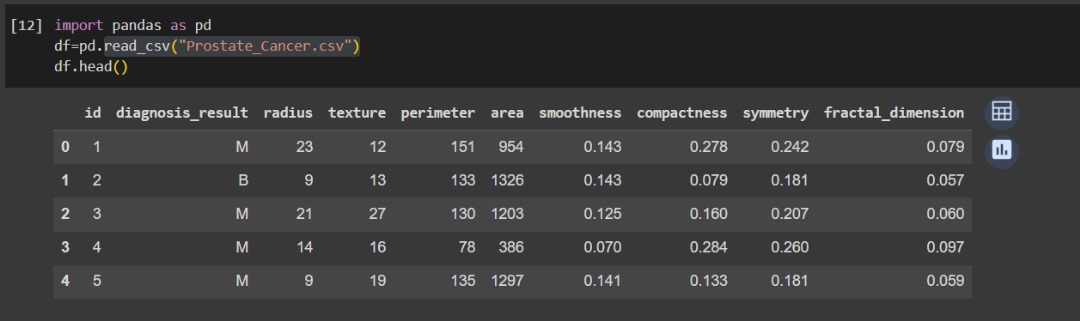 [12] import pandas as pd
df=pd.read_csv("Prostate_Cancer.csv")
df.head()
id diagnosis_result radius texture perimeter area smoothness compactness symmetry fractal_dimension
0 1 M 23 12 151 954 0.143 0.278 0.242 0.079
1 2 B 9 13 133 1326 0.143 0.079 0.181 0.057
2 3 M 21 27 130 1203 0.125 0.160 0.207 0.060
3 4 M 14 16 78 386 0.070 0.284 0.260 0.097
4 5 M 9 19 135 1297 0.141 0.133 0.181 0.059